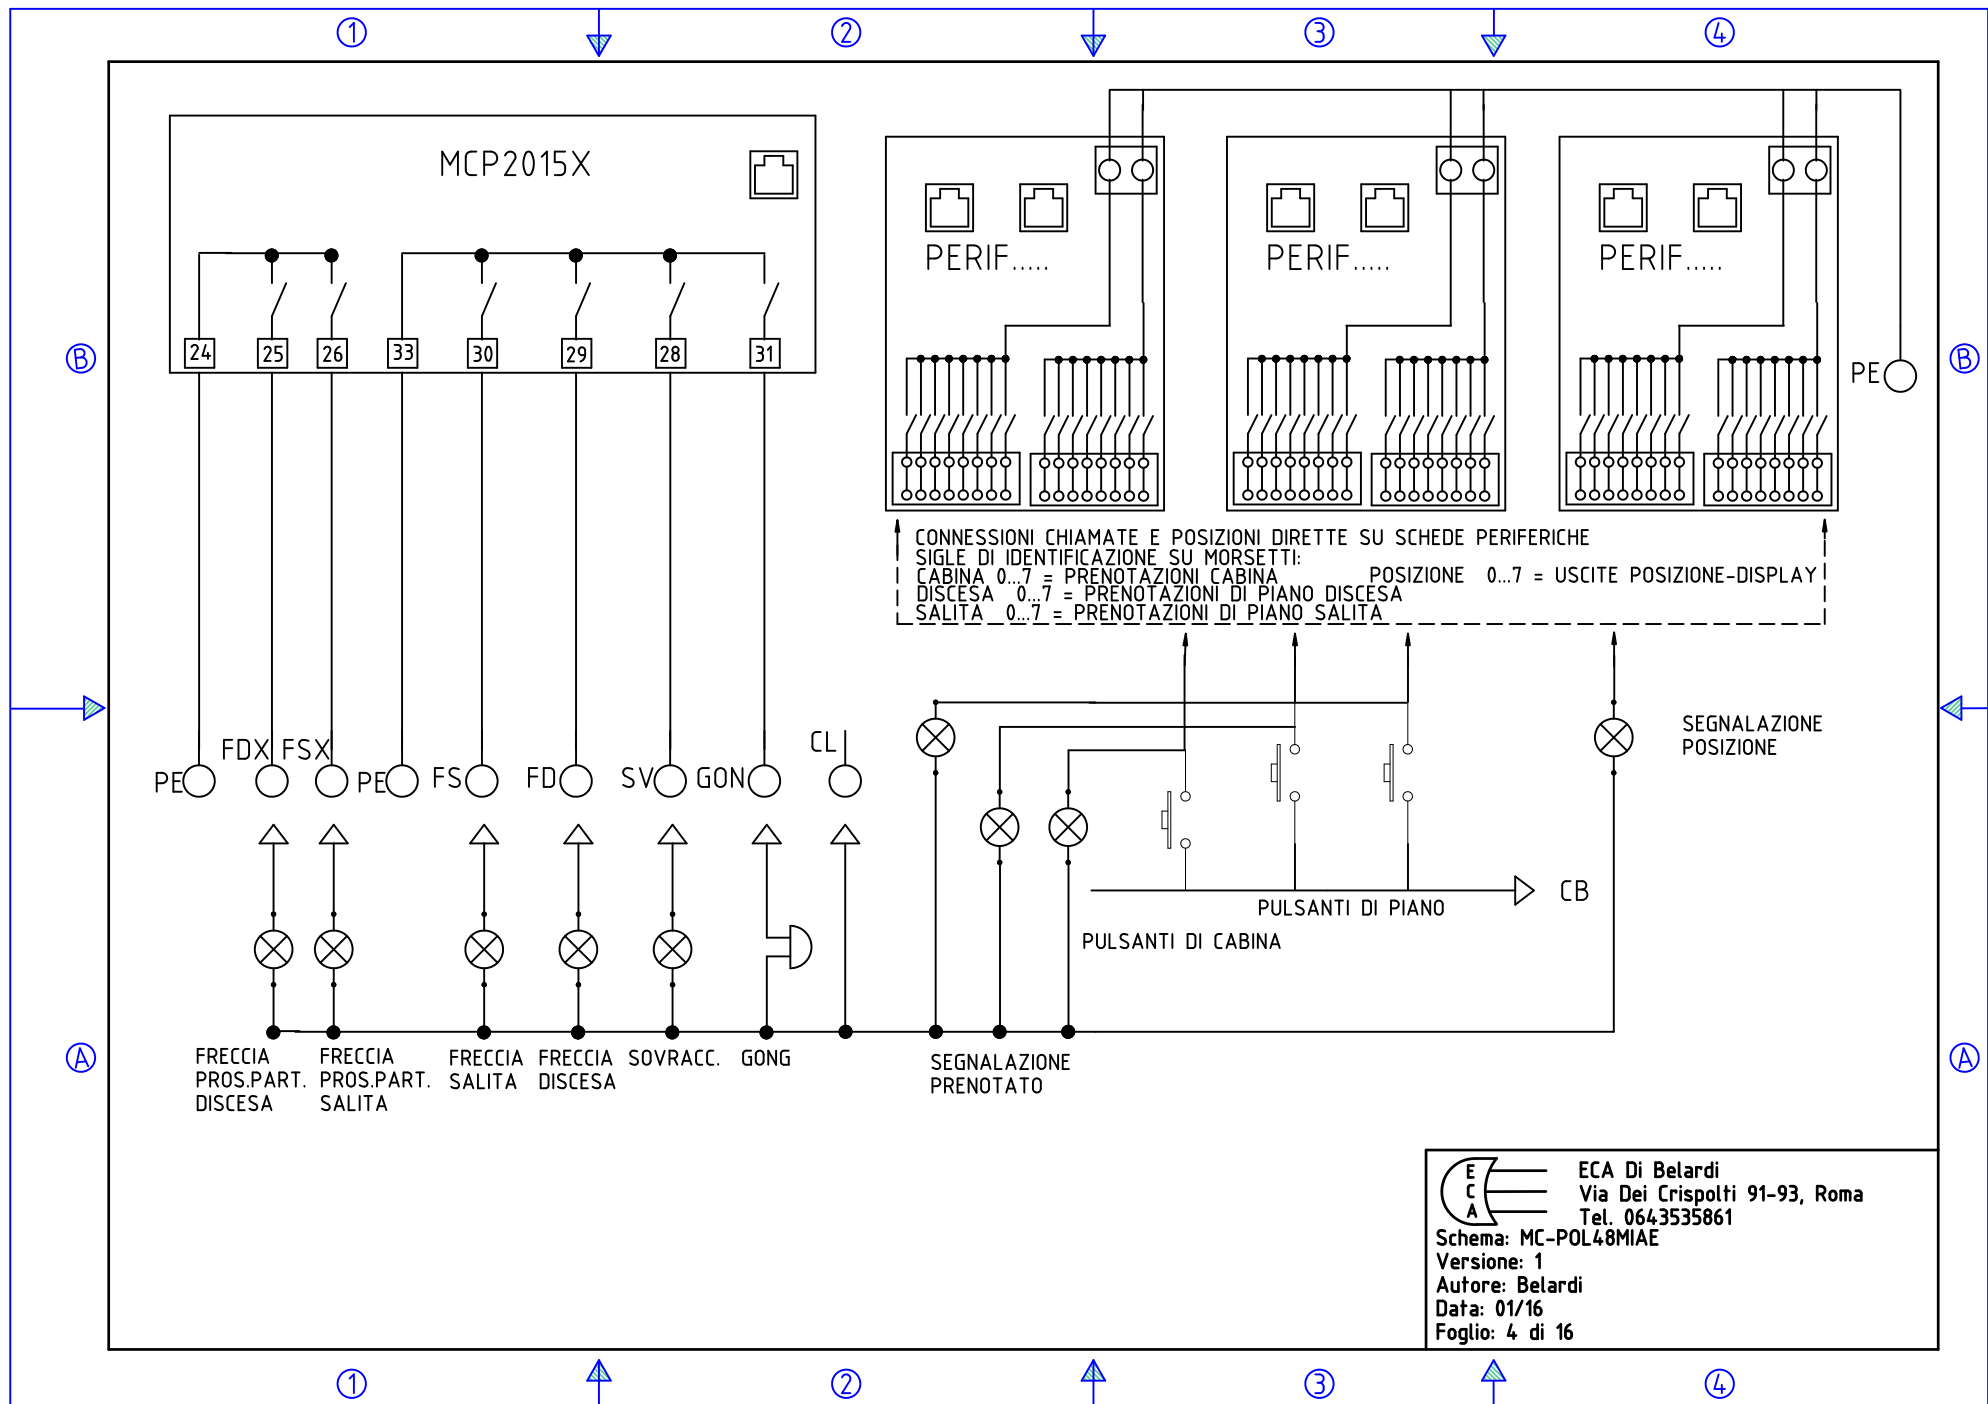 1 2 3 4
MCP2015X
PERIF..... PERIF..... PERIF.....
24 25 26 33 30 29 28 31
B B
PE
CONNESSIONI CHIAMATE E POSIZIONI DIRETTE SU SCHEDE PERIFERICHE
SIGLE DI IDENTIFICAZIONE SU MORSETTI:
CABINA 0...7 = PRENOTAZIONI CABINA POSIZIONE 0...7 = USCITE POSIZIONE-DISPLAY
DISCESA 0...7 = PRENOTAZIONI DI PIANO DISCESA
SALITA 0...7 = PRENOTAZIONI DI PIANO SALITA
SEGNALAZIONE
POSIZIONE
PE FDX FSX PE FS FD SV GON CL
CB
PULSANTI DI PIANO
PULSANTI DI CABINA
A A
FRECCIA
PROS.PART.
DISCESA
FRECCIA
PROS.PART.
SALITA
FRECCIA
SALITA
FRECCIA
DISCESA
SOVRACC.
GONG
SEGNALAZIONE
PRENOTATO
E
C
A
ECA Di Belardi
Via Dei Crispolti 91-93, Roma
Tel. 0643535861
Schema: MC-POL48MIAE
Versione: 1
Autore: Belardi
Data: 01/16
Foglio: 4 di 16
1 2 3 4